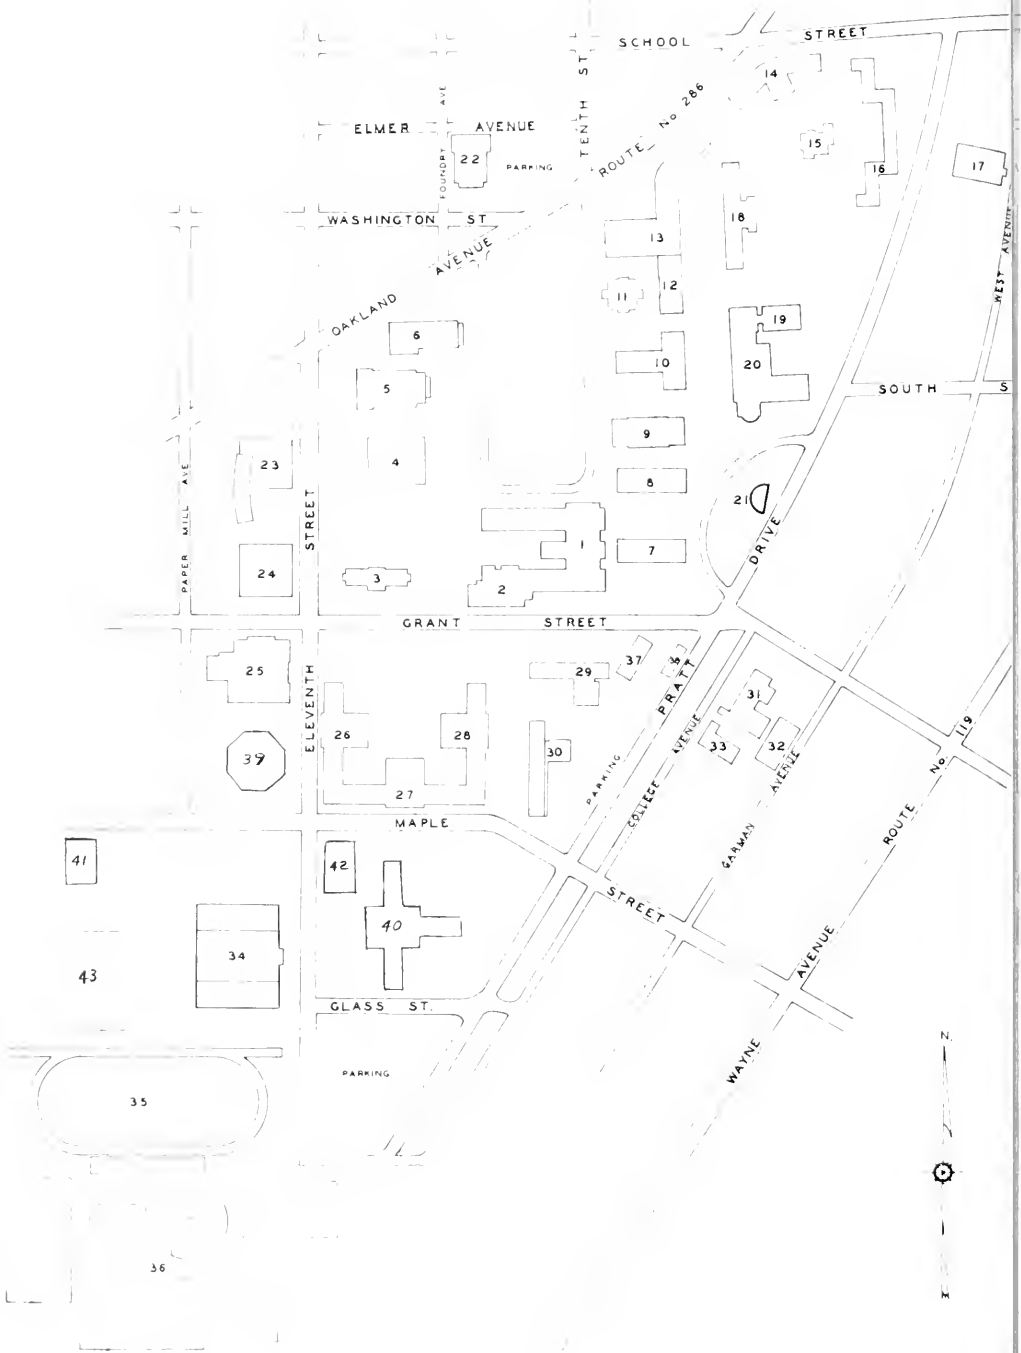 SCHOOL STREET
14
TENTH ST
ROUTE No 286
FOUNDRY AVE
ELMER AVENUE
22
PARKING
15
16
17
WASHINGTON ST
13
18
WEST AVENUE
OAKLAND AVENUE
11
12
6
19
10
20
5
SOUTH S
9
4
23
8
21
PAPER MILL AVE
ELEVENTH STREET
1
7
DRIVE
24
3
2
GRANT STREET
25
37
29
PRATT
31
26
28
39
30
33
32
PARKING
COLLEGE AVENUE
GARMAN AVENUE
ROUTE No. 119
27
MAPLE STREET
41
42
40
34
43
WAYNE AVENUE
GLASS ST.
PARKING
35
N
36